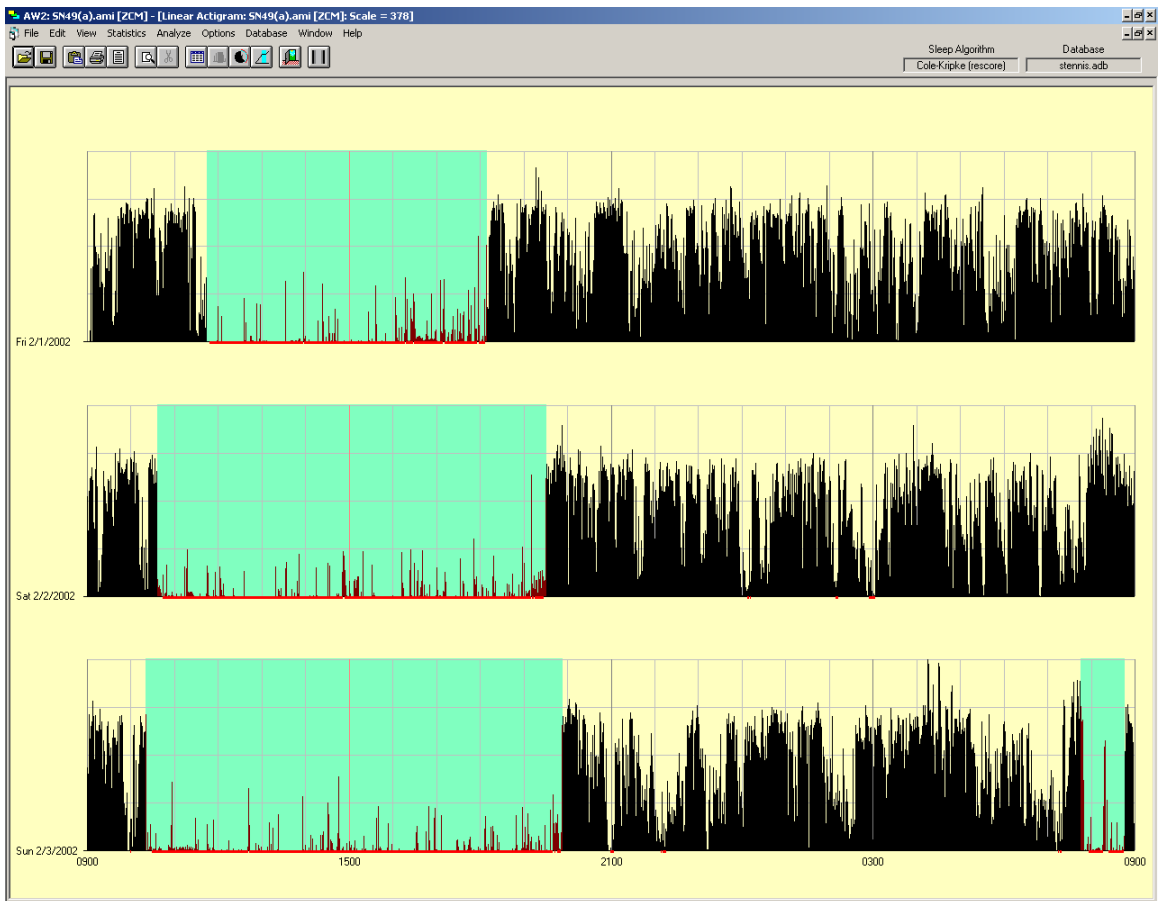 AW2: SN49(a).ami [ZCM] - [Linear Actigram: SN49(a).ami [ZCM]: Scale = 378]
File Edit View Statistics Analyze Options Database Window Help
Sleep Algorithm Database
Cole-Kripke (rescore) stennis.adb
Fri 2/1/2002
Sat 2/2/2002
Sun 2/3/2002
0900 1500 2100 0300 0900